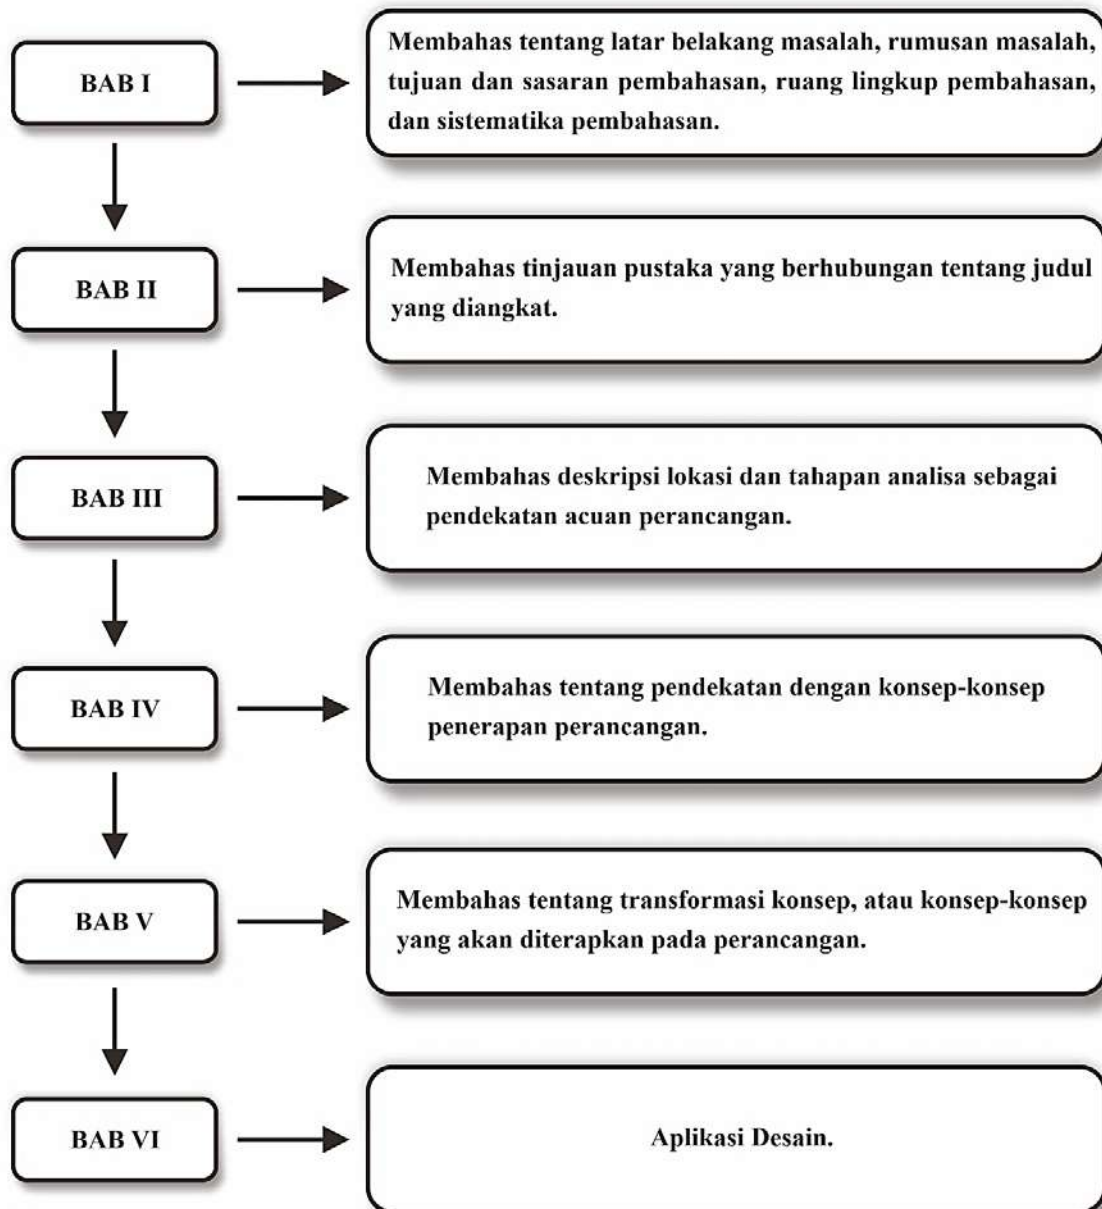 BAB I
Membahas tentang latar belakang masalah, rumusan masalah,
tujuan dan sasaran pembahasan, ruang lingkup pembahasan,
dan sistematika pembahasan.
BAB II
Membahas tinjauan pustaka yang berhubungan tentang judul
yang diangkat.
BAB III
Membahas deskripsi lokasi dan tahapan analisa sebagai
pendekatan acuan perancangan.
BAB IV
Membahas tentang pendekatan dengan konsep-konsep
penerapan perancangan.
BAB V
Membahas tentang transformasi konsep, atau konsep-konsep
yang akan diterapkan pada perancangan.
BAB VI
Aplikasi Desain.